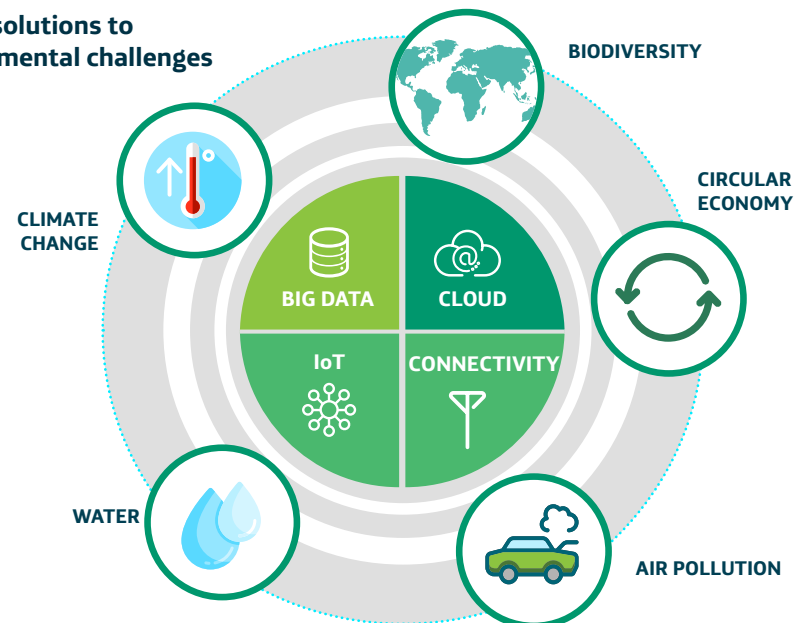 solutions to
mental challenges
BIODIVERSITY
CIRCULAR
ECONOMY
CLIMATE
CHANGE
BIG DATA
CLOUD
IoT
CONNECTIVITY
WATER
AIR POLLUTION